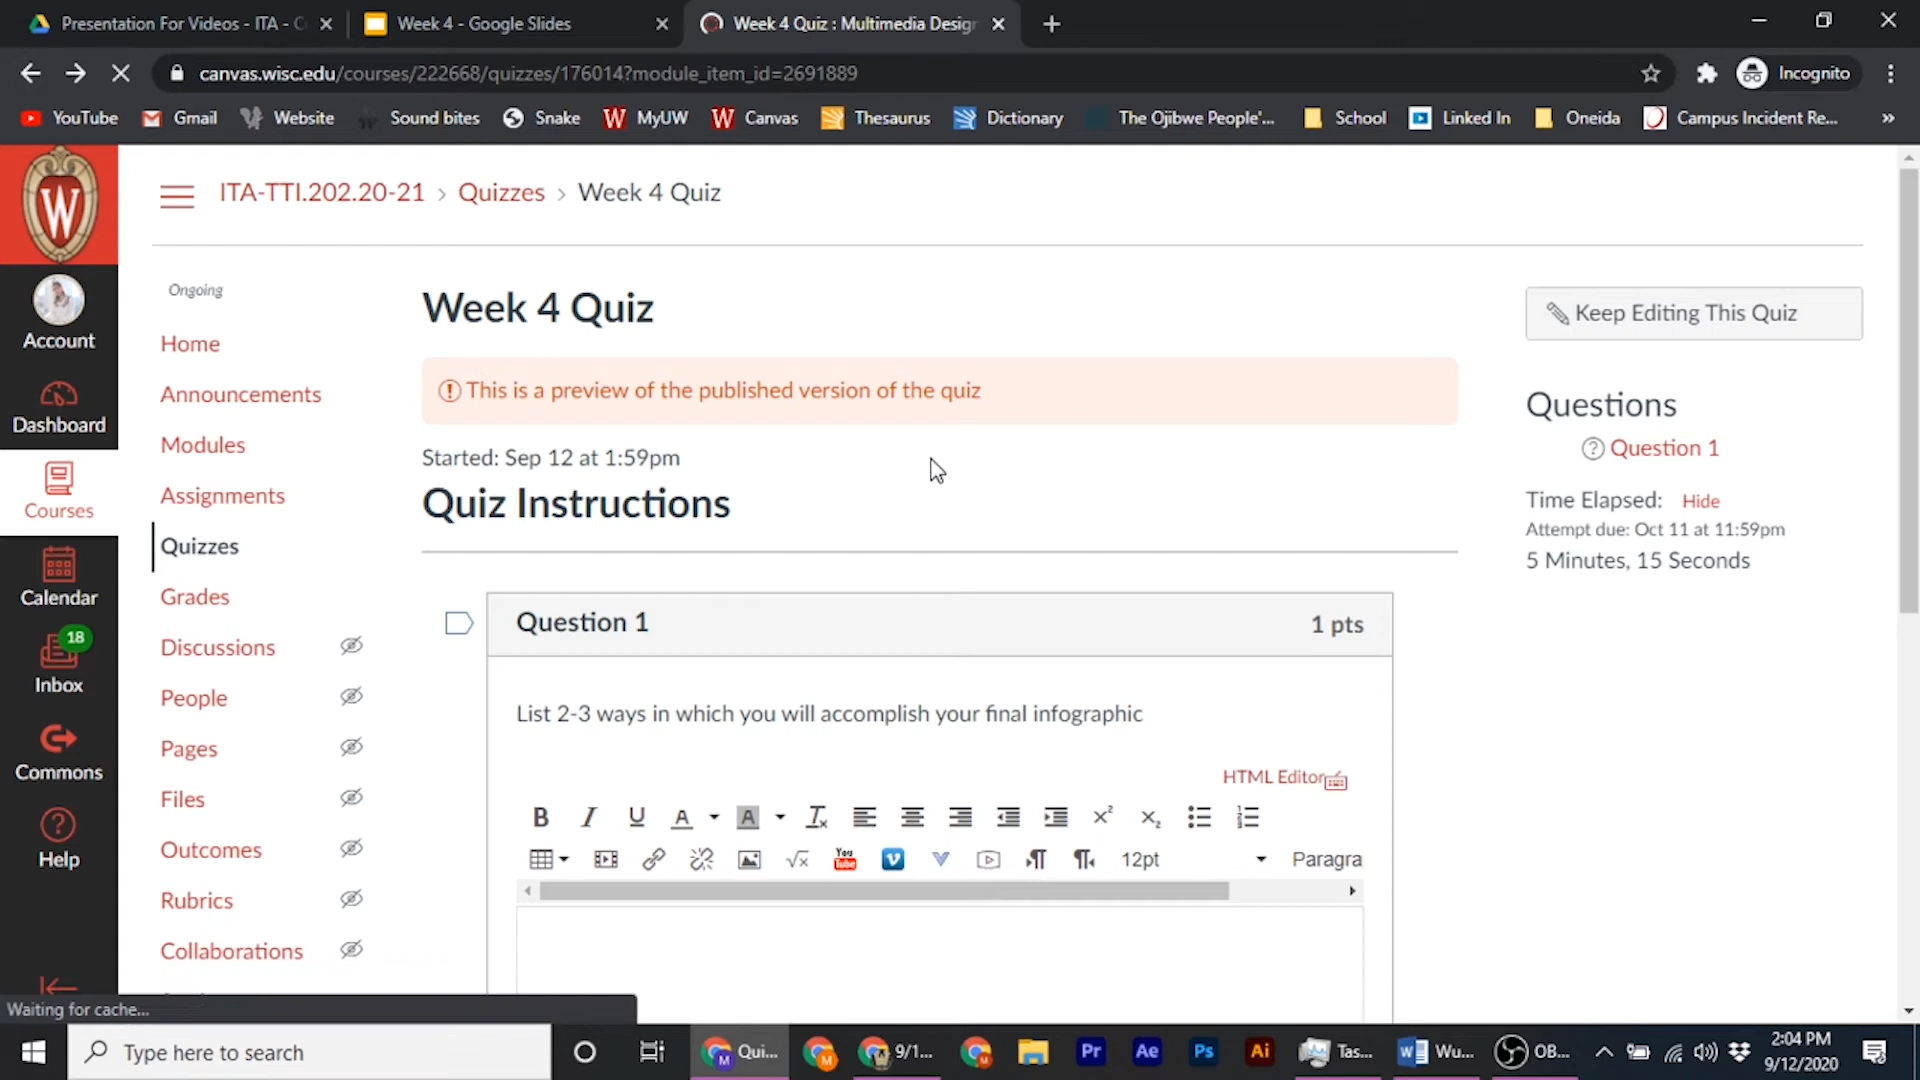 Presentation For Videos - ITA - C
Week 4 - Google Slides
Week 4 Quiz : Multimedia Design
canvas.wisc.edu/courses/222668/quizzes/176014?module_item_id=2691889
Incognito
YouTube
Gmail
Website
Sound bites
Snake
MyUW
Canvas
Thesaurus
Dictionary
The Ojibwe People'...
School
Linked In
Oneida
Campus Incident Re...
»
W
Account
Dashboard
Courses
Calendar
18
Inbox
Commons
Help
ITA-TTI.202.20-21 › Quizzes › Week 4 Quiz
Ongoing
Home
Announcements
Modules
Assignments
Quizzes
Grades
Discussions
People
Pages
Files
Outcomes
Rubrics
Collaborations
Week 4 Quiz
This is a preview of the published version of the quiz
Started: Sep 12 at 1:59pm
Quiz Instructions
Question 1
1 pts
List 2-3 ways in which you will accomplish your final infographic
HTML Editor
12pt
Paragra
Keep Editing This Quiz
Questions
Question 1
Time Elapsed: Hide
Attempt due: Oct 11 at 11:59pm
5 Minutes, 15 Seconds
Waiting for cache...
Type here to search
Qui...
9/1...
Pr
Ae
Ps
Ai
Tas...
Wu...
OB...
2:04 PM
9/12/2020